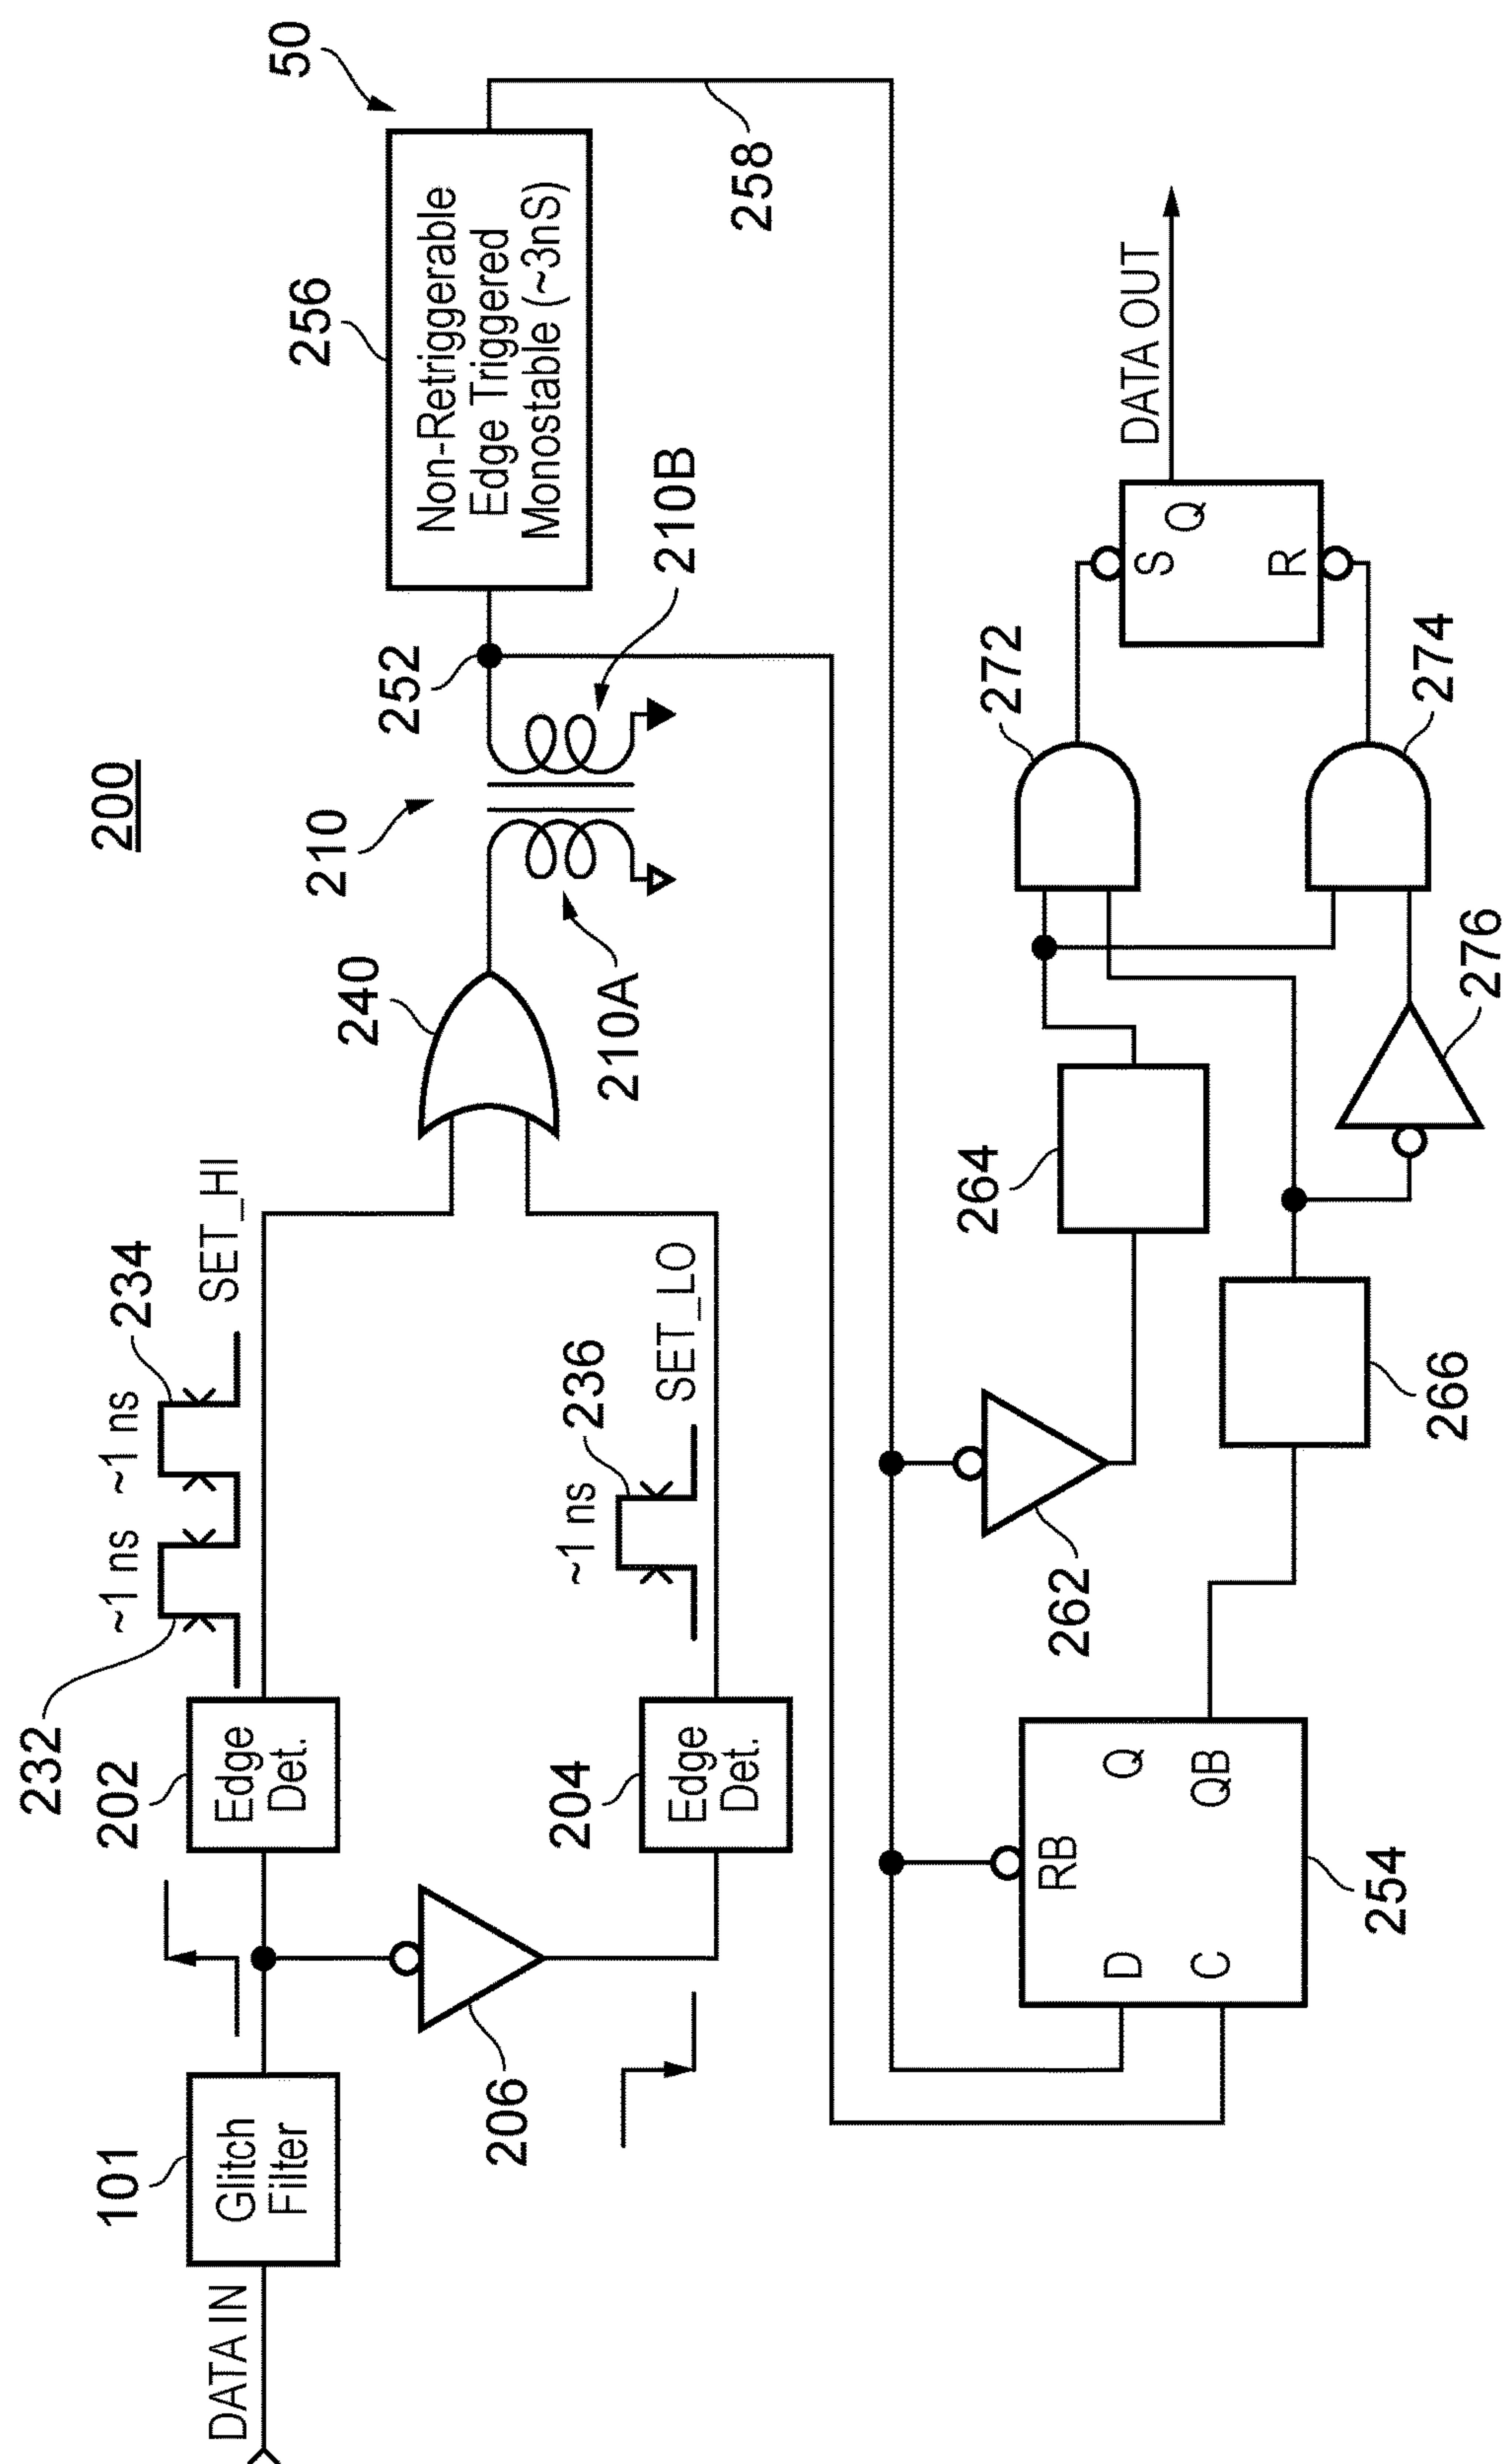 200
50
DATA IN
101
Glitch
Filter
206
202
Edge
Det.
204
Edge
Det.
232
~1 ns
~1 ns
234
SET_HI
~1 ns
236
SET_LO
240
210
210A
210B
252
256
Non-Retriggerable
Edge Triggered
Monostable (~3nS)
258
D
C
RB
Q
QB
254
262
264
266
276
272
274
S
Q
R
DATA OUT